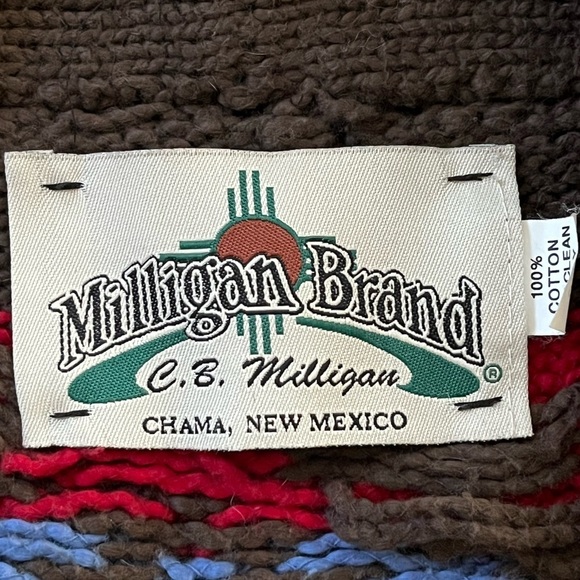 Milligan Brand
C.B. Milligan ®
CHAMA, NEW MEXICO
100%
COTTON
CLEAN